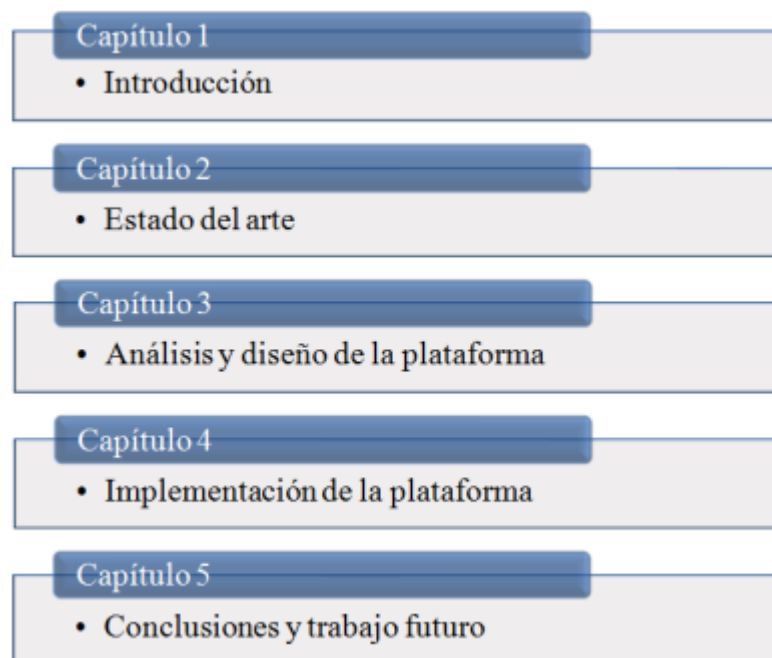 Capítulo 1
• Introducción
Capítulo 2
• Estado del arte
Capítulo 3
• Análisis y diseño de la plataforma
Capítulo 4
• Implementación de la plataforma
Capítulo 5
• Conclusiones y trabajo futuro